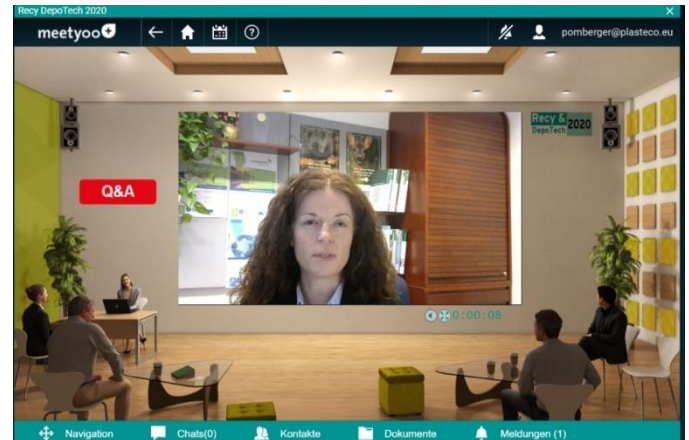 Recy DepoTech 2020
meetyoo
pomberger@plasteco.eu
Recy &
DepoTech 2020
Q&A
0:00:08
Navigation
Chats(0)
Kontakte
Dokumente
Meldungen (1)